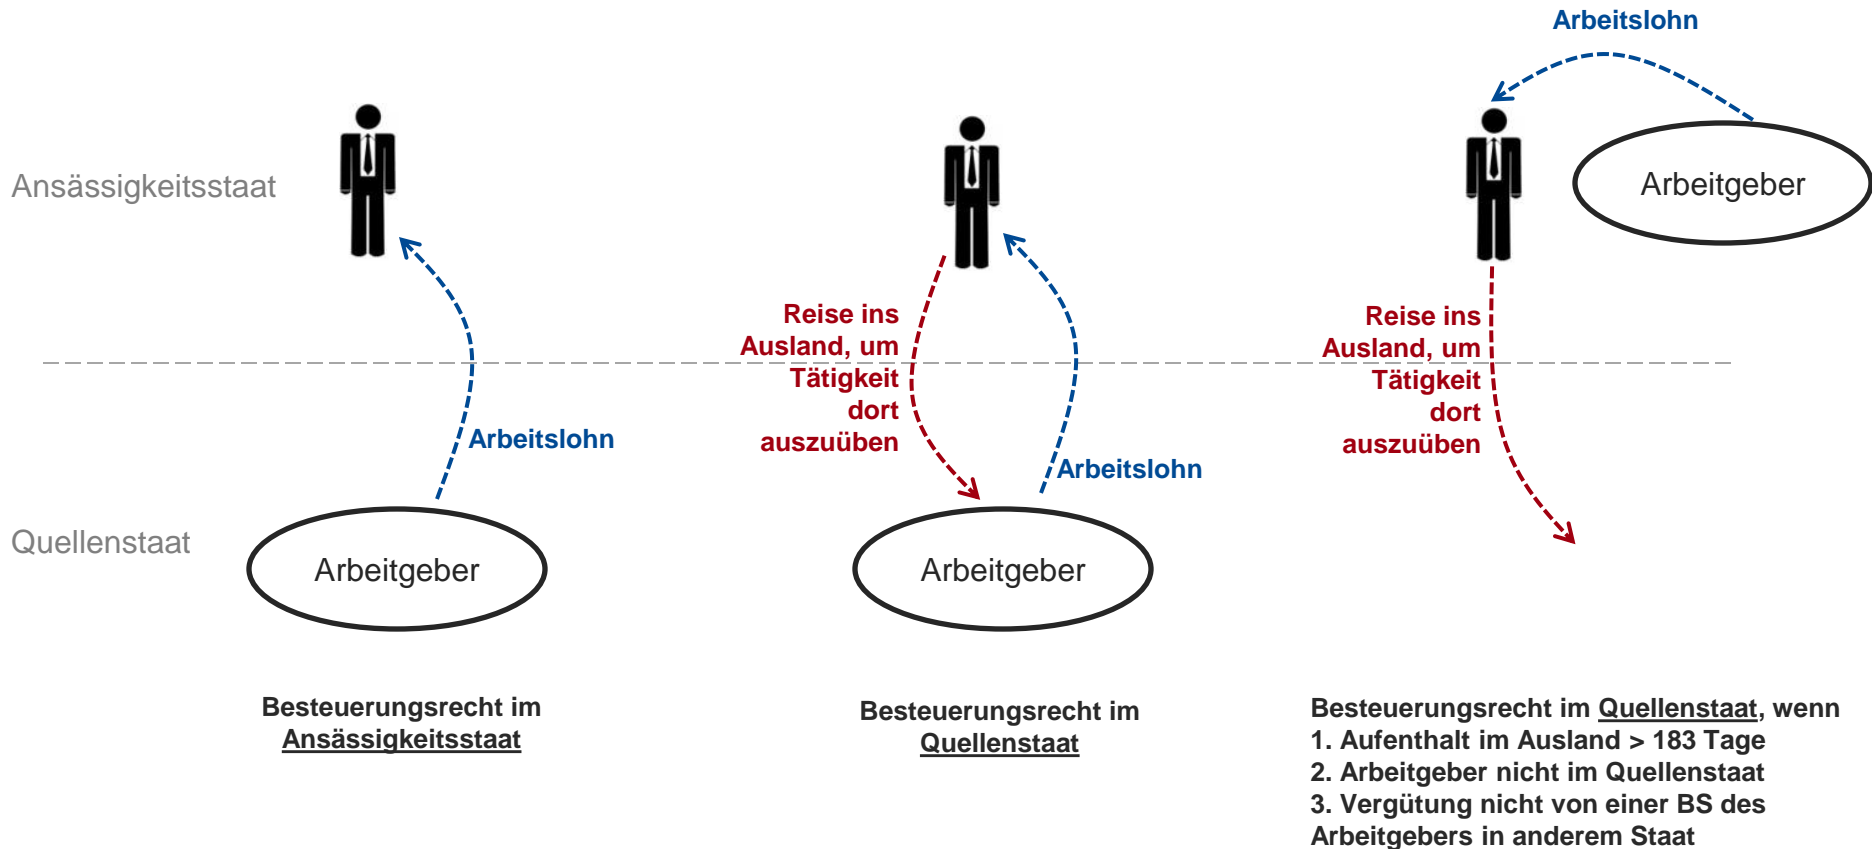 Arbeitslohn
Ansässigkeitsstaat
Arbeitgeber
Reise ins
Ausland, um
Tätigkeit
dort
auszuüben
Reise ins
Ausland, um
Tätigkeit
dort
auszuüben
Arbeitslohn
Arbeitslohn
Quellenstaat
Arbeitgeber
Arbeitgeber
Besteuerungsrecht im
Ansässigkeitsstaat
Besteuerungsrecht im
Quellenstaat
Besteuerungsrecht im Quellenstaat, wenn
1. Aufenthalt im Ausland > 183 Tage
2. Arbeitgeber nicht im Quellenstaat
3. Vergütung nicht von einer BS des
Arbeitgebers in anderem Staat